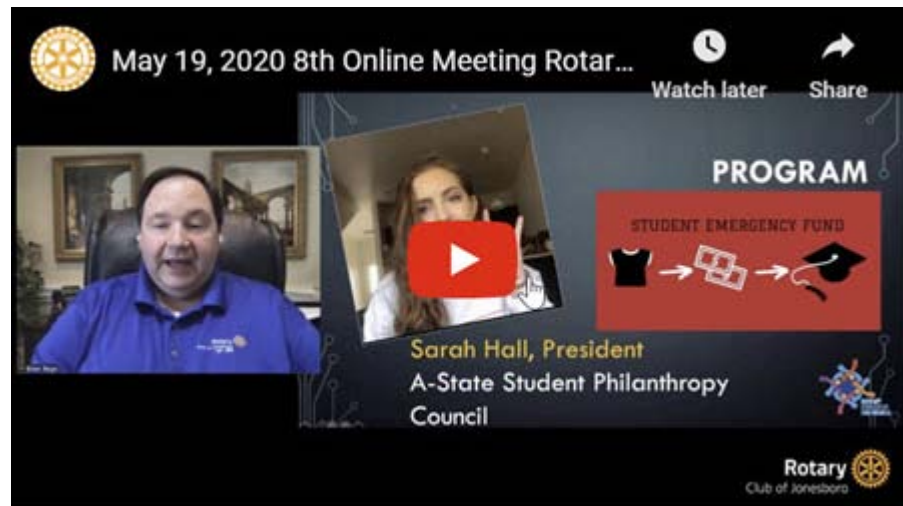 May 19, 2020 8th Online Meeting Rotar...
Watch later
Share
PROGRAM
STUDENT EMERGENCY FUND
Sarah Hall, President
A-State Student Philanthropy
Council
Rotary
Rotary
Club of Jonesboro